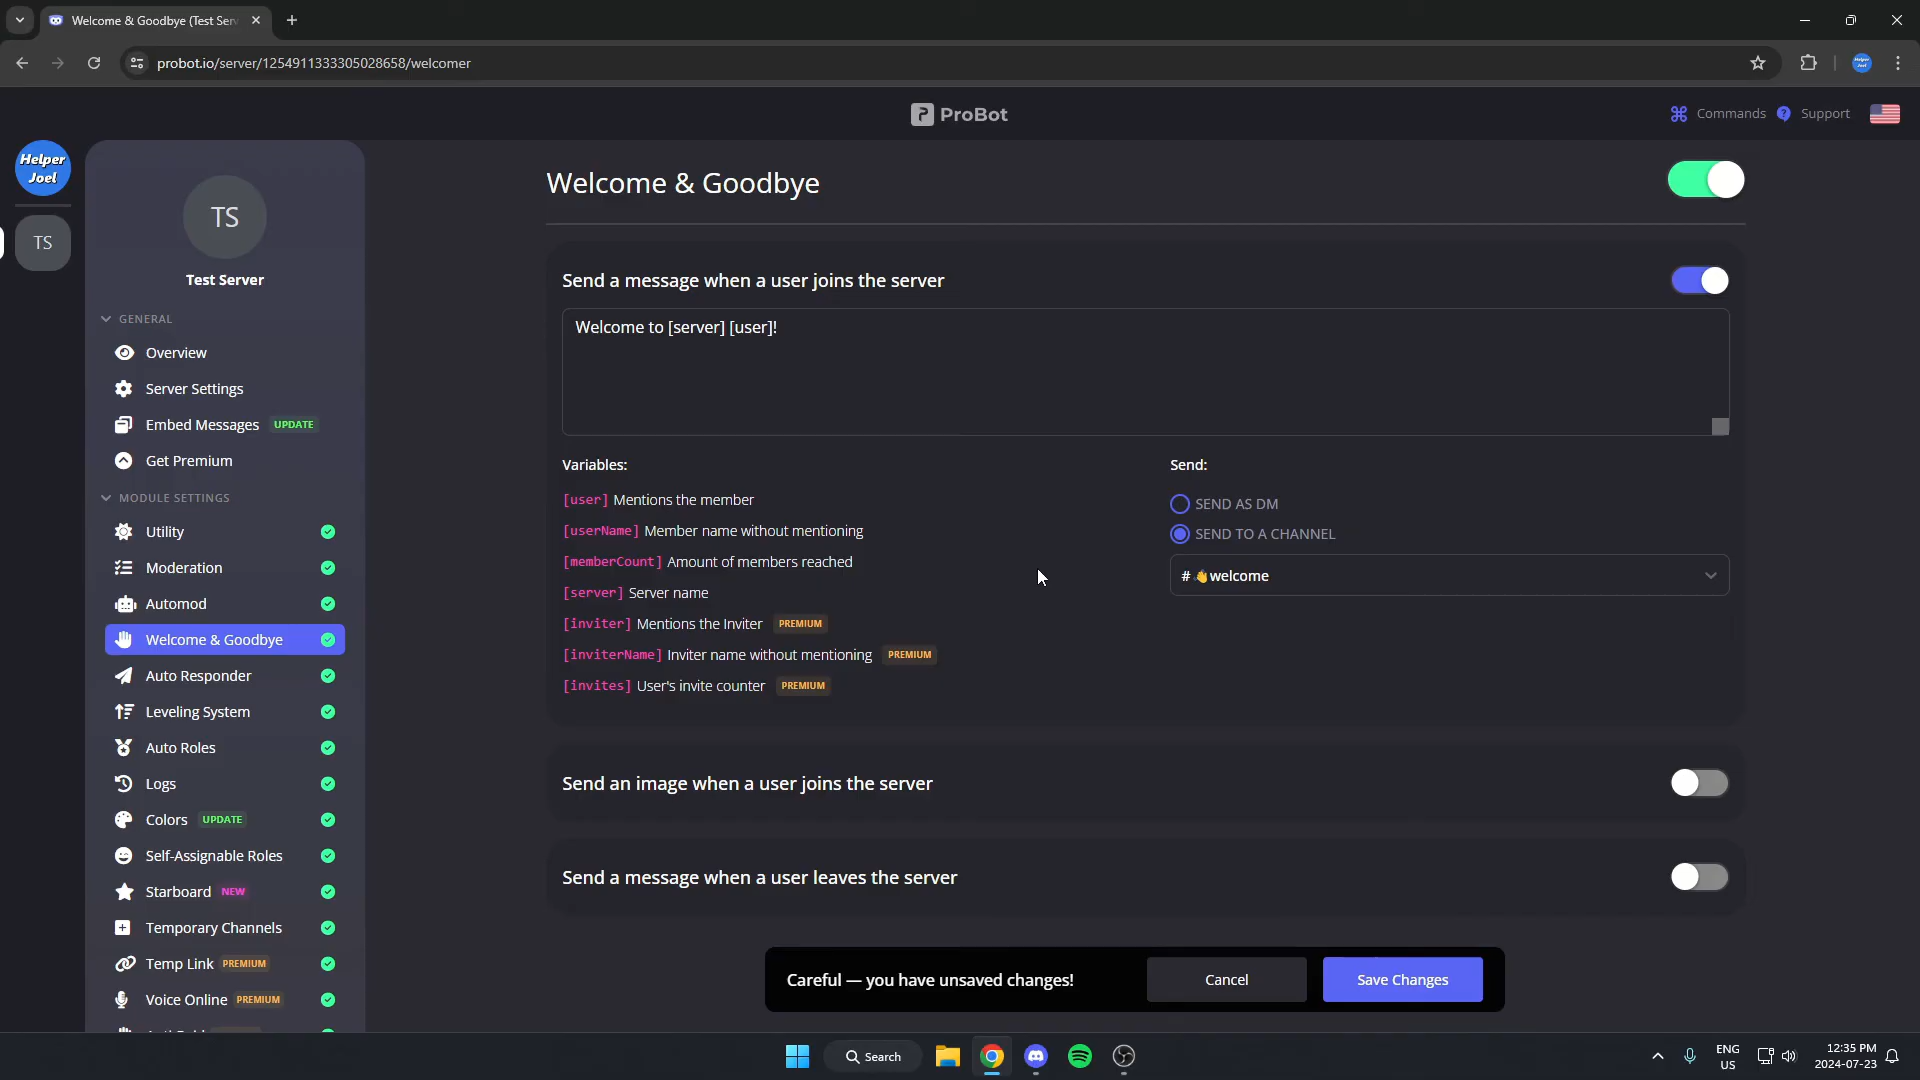 Welcome & Goodbye (Test Serv
probot.io/server/1254911333305028658/welcomer
ProBot
Commands
Support
Helper
Joel
TS
TS
Test Server
GENERAL
Overview
Server Settings
Embed Messages UPDATE
Get Premium
MODULE SETTINGS
Utility
Moderation
Automod
Welcome & Goodbye
Auto Responder
Leveling System
Auto Roles
Logs
Colors UPDATE
Self-Assignable Roles
Starboard NEW
Temporary Channels
Temp Link PREMIUM
Voice Online PREMIUM
Welcome & Goodbye
Send a message when a user joins the server
Welcome to [server] [user]!
Variables:
[user] Mentions the member
[userName] Member name without mentioning
[memberCount] Amount of members reached
[server] Server name
[inviter] Mentions the Inviter PREMIUM
[inviterName] Inviter name without mentioning PREMIUM
[invites] User's invite counter PREMIUM
Send:
SEND AS DM
SEND TO A CHANNEL
# 👋welcome
Send an image when a user joins the server
Send a message when a user leaves the server
Careful — you have unsaved changes!
Cancel
Save Changes
Search
ENG
US
12:35 PM
2024-07-23